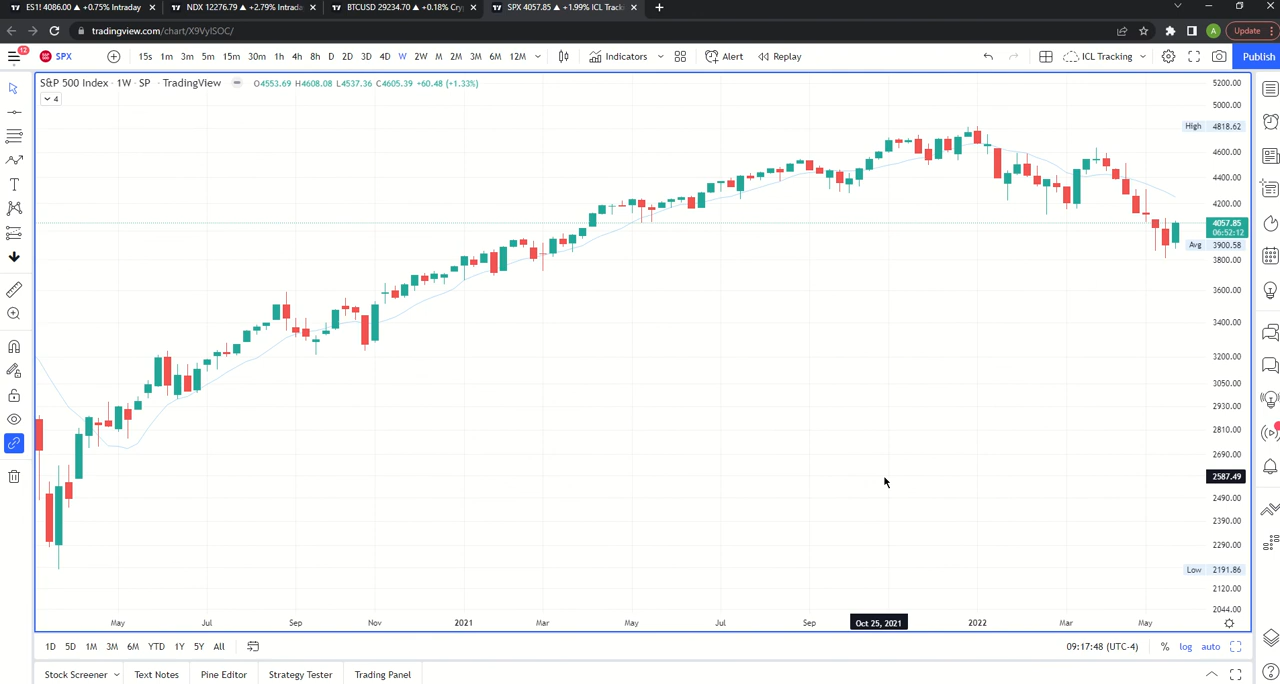 ES1! 4086.00 ▲ +0.75% Intraday
NDX 12276.79 ▲ +2.79% Intrada
BTCUSD 29234.70 ▲ +0.18% Cry
SPX 4057.85 ▲ +1.99% ICL Track
tradingview.com/chart/X9VylSOC/
A
Update
12
SPX
15s 1m 3m 5m 15m 30m 1h 4h 8h D 2D 3D 4D W 2W M 2M 3M 6M 12M
Indicators
Alert
Replay
ICL Tracking
Publish
S&P 500 Index · 1W · SP · TradingView
O4553.69 H4608.08 L4537.36 C4605.39 +60.48 (+1.33%)
4
5200.00
5000.00
High 4818.62
4600.00
4400.00
4200.00
4057.85
06:52:12
Avg 3900.58
3800.00
3600.00
3400.00
3200.00
3050.00
2930.00
2810.00
2690.00
2587.49
2490.00
2390.00
2290.00
Low 2191.86
2120.00
2044.00
May Jul Sep Nov 2021 Mar May Jul Sep Oct 25, 2021 2022 Mar May
1D 5D 1M 3M 6M YTD 1Y 5Y All
09:17:48 (UTC-4) % log auto
Stock Screener Text Notes Pine Editor Strategy Tester Trading Panel